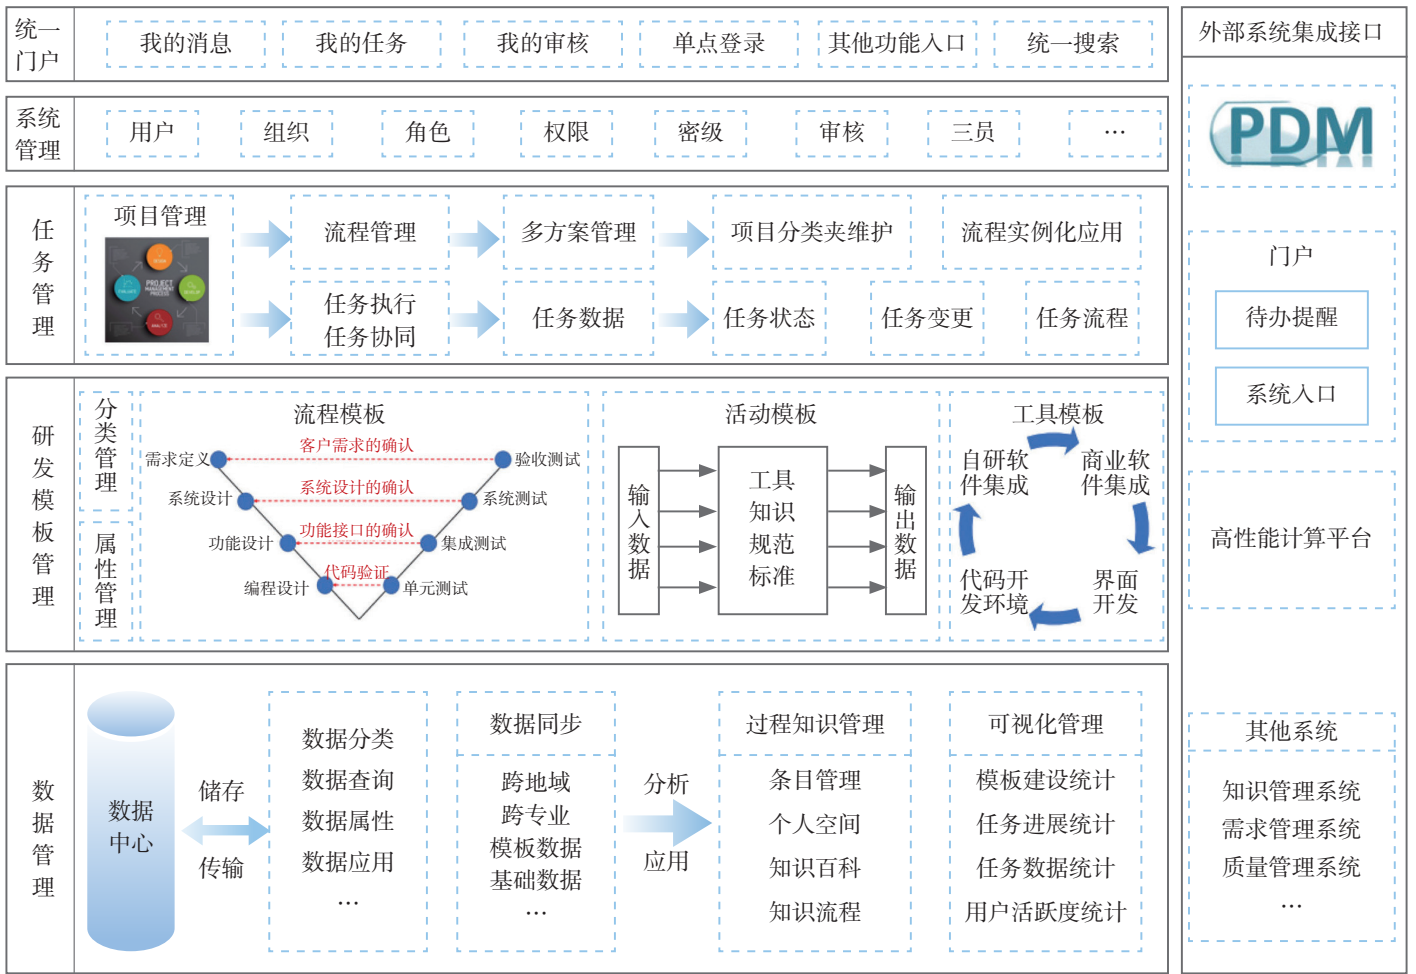 统一
门户
我的消息
我的任务
我的审核
单点登录
其他功能入口
统一搜索
系统
管理
用户
组织
角色
权限
密级
审核
三员
…
任
务
管
理
项目管理
PROJECT
MANAGEMENT
PROCESS
流程管理
多方案管理
项目分类夹维护
流程实例化应用
任务执行
任务协同
任务数据
任务状态
任务变更
任务流程
研
发
模
板
管
理
分
类
管
理
属
性
管
理
流程模板
客户需求的确认
需求定义
验收测试
系统设计的确认
系统设计
系统测试
功能接口的确认
功能设计
集成测试
代码验证
编程设计
单元测试
活动模板
输
入
数
据
工具
知识
规范
标准
输
出
数
据
工具模板
自研软
件集成
商业软
件集成
代码开
发环境
界面
开发
数
据
管
理
数据
中心
储存
传输
数据分类
数据查询
数据属性
数据应用
…
数据同步
跨地域
跨专业
模板数据
基础数据
…
分析
应用
过程知识管理
条目管理
个人空间
知识百科
知识流程
可视化管理
模板建设统计
任务进展统计
任务数据统计
用户活跃度统计
外部系统集成接口
PDM
门户
待办提醒
系统入口
高性能计算平台
其他系统
知识管理系统
需求管理系统
质量管理系统
…